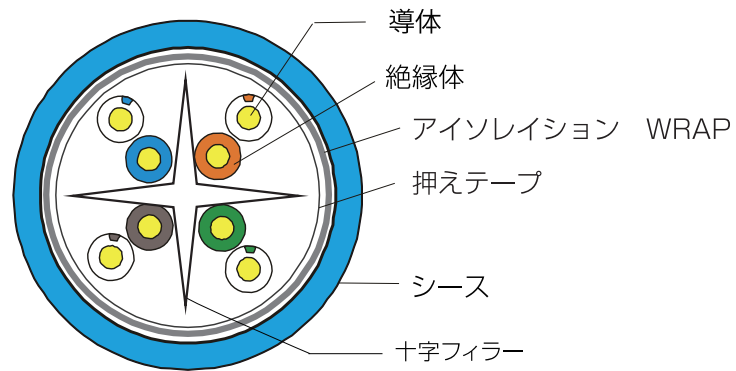 導体
絶縁体
アイソレイション　WRAP
押えテープ
シース
十字フィラー